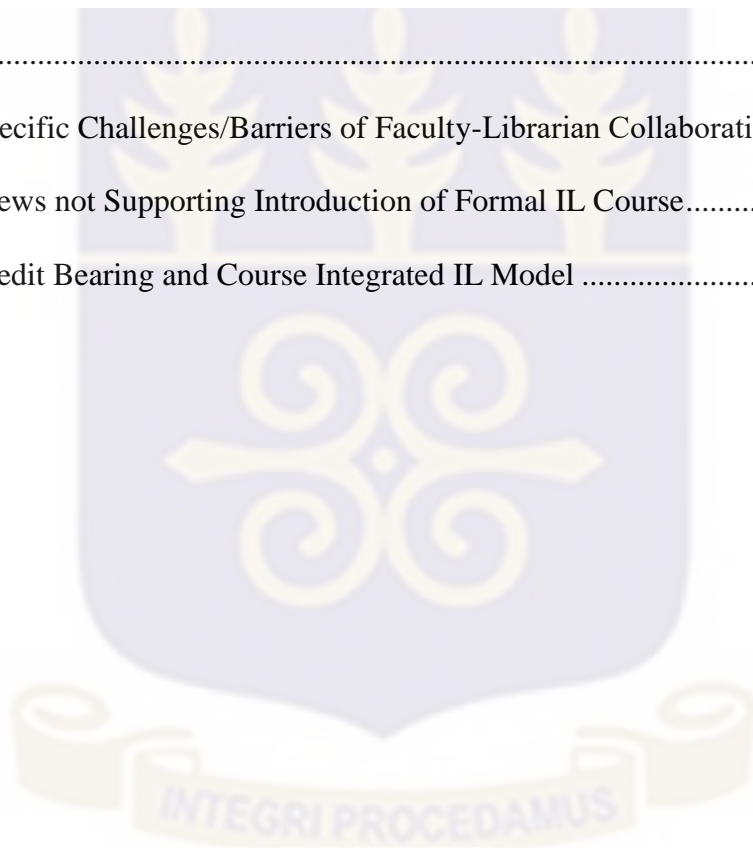 ..........................................................................................
ecific Challenges/Barriers of Faculty-Librarian Collaborati
ews not Supporting Introduction of Formal IL Course.........
edit Bearing and Course Integrated IL Model ......................
INTEGRI PROCEDAMUS